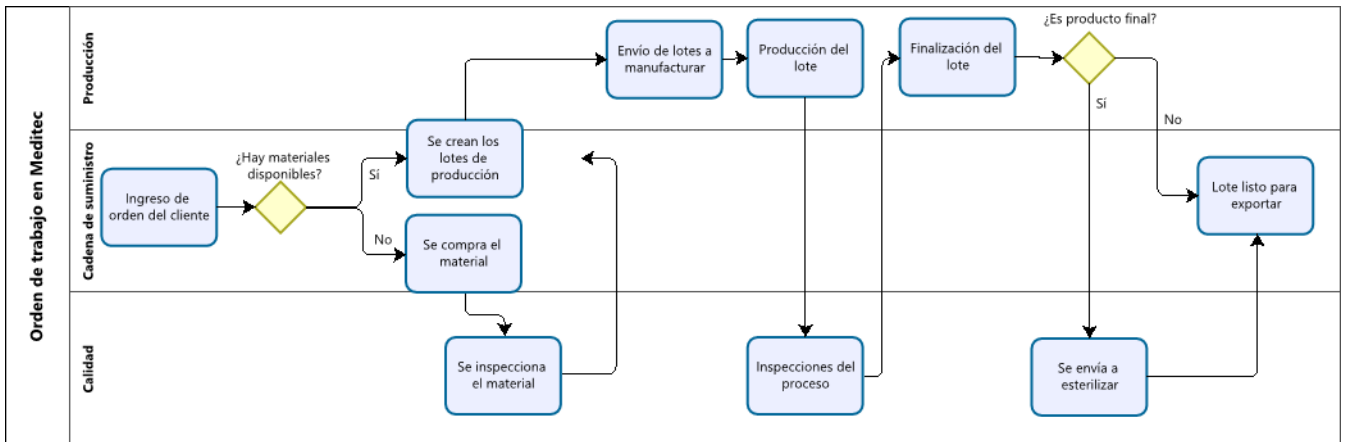 Orden de trabajo en Meditec
Producción
Envío de lotes a
manufacturar
Producción del
lote
Finalización del
lote
¿Es producto final?
Sí
No
Cadena de suministro
Ingreso de
orden del cliente
¿Hay materiales
disponibles?
Sí
No
Se crean los
lotes de
producción
Se compra el
material
Lote listo para
exportar
Calidad
Se inspecciona
el material
Inspecciones del
proceso
Se envía a
esterilizar